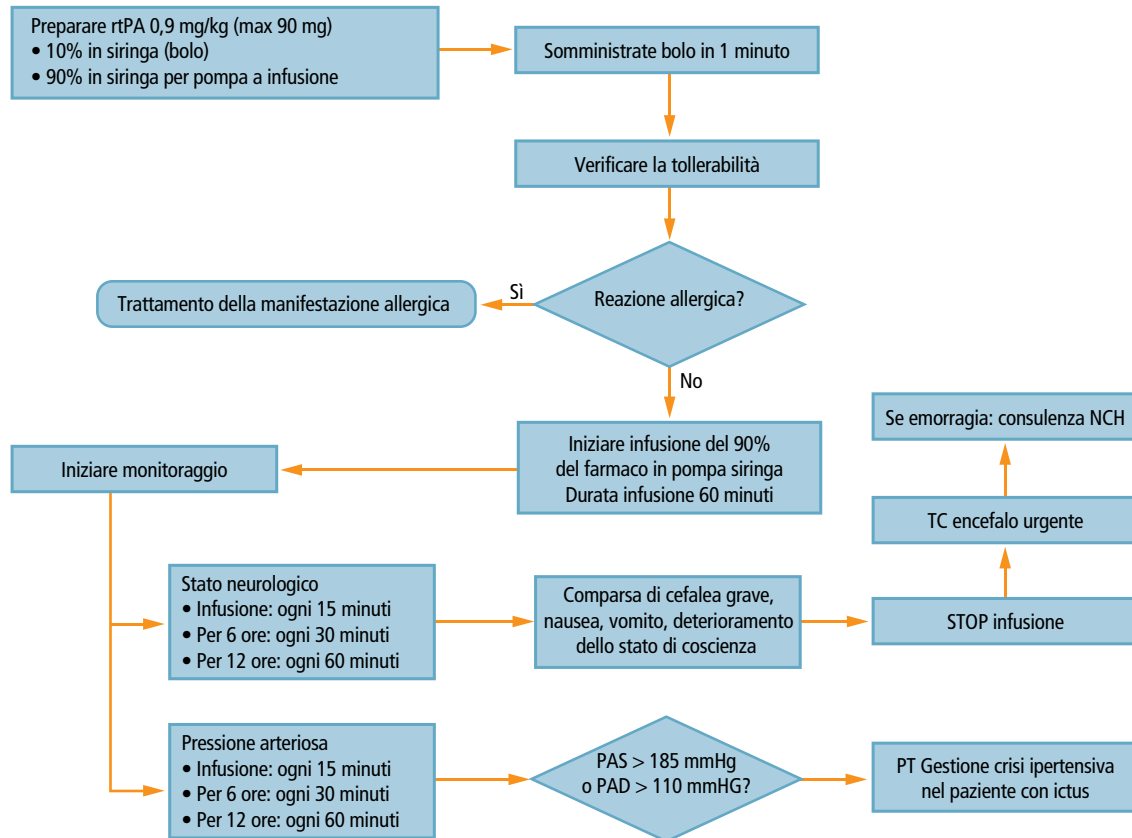 Preparare rtPA 0,9 mg/kg (max 90 mg)
• 10% in siringa (bolo)
• 90% in siringa per pompa a infusione
Somministrate bolo in 1 minuto
Verificare la tollerabilità
Reazione allergica?
Sì
Trattamento della manifestazione allergica
No
Iniziare infusione del 90%
del farmaco in pompa siringa
Durata infusione 60 minuti
Iniziare monitoraggio
Stato neurologico
• Infusione: ogni 15 minuti
• Per 6 ore: ogni 30 minuti
• Per 12 ore: ogni 60 minuti
Comparsa di cefalea grave,
nausea, vomito, deterioramento
dello stato di coscienza
STOP infusione
TC encefalo urgente
Se emorragia: consulenza NCH
Pressione arteriosa
• Infusione: ogni 15 minuti
• Per 6 ore: ogni 30 minuti
• Per 12 ore: ogni 60 minuti
PAS > 185 mmHg
o PAD > 110 mmHG?
PT Gestione crisi ipertensiva
nel paziente con ictus